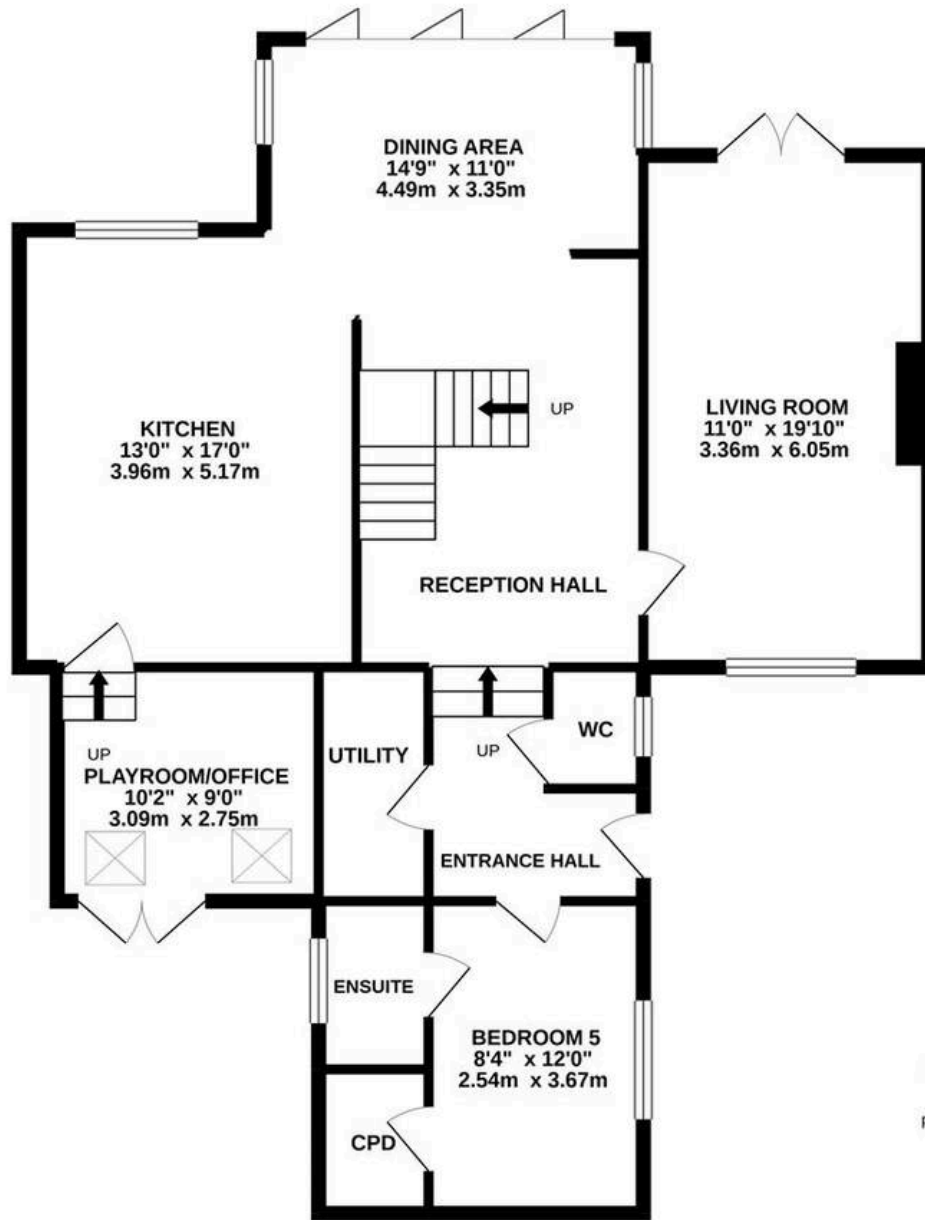 DINING AREA
14'9" x 11'0"
4.49m x 3.35m
KITCHEN
13'0" x 17'0"
3.96m x 5.17m
UP
LIVING ROOM
11'0" x 19'10"
3.36m x 6.05m
RECEPTION HALL
UP
PLAYROOM/OFFICE
10'2" x 9'0"
3.09m x 2.75m
UTILITY
UP
WC
ENTRANCE HALL
ENSUITE
BEDROOM 5
8'4" x 12'0"
2.54m x 3.67m
CPD